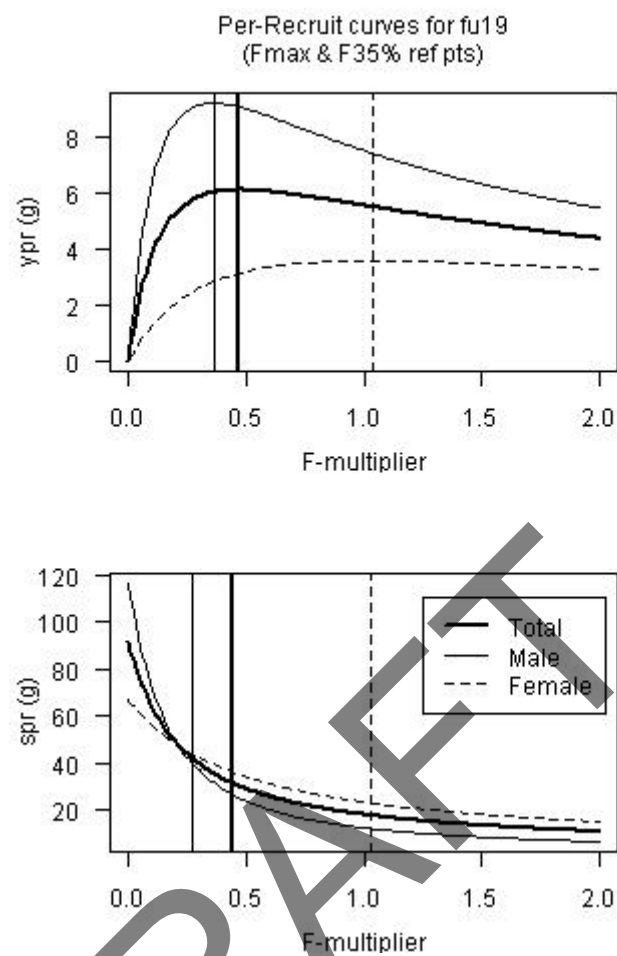 Per-Recruit curves for fu19
(Fmax & F35% ref pts)
ypr (g)
8
6
4
2
0
0.0 0.5 1.0 1.5 2.0
F-multiplier
spr (g)
120
100
80
60
40
20
Total
Male
Female
0.0 0.5 1.0 1.5 2.0
F-multiplier
RAFT